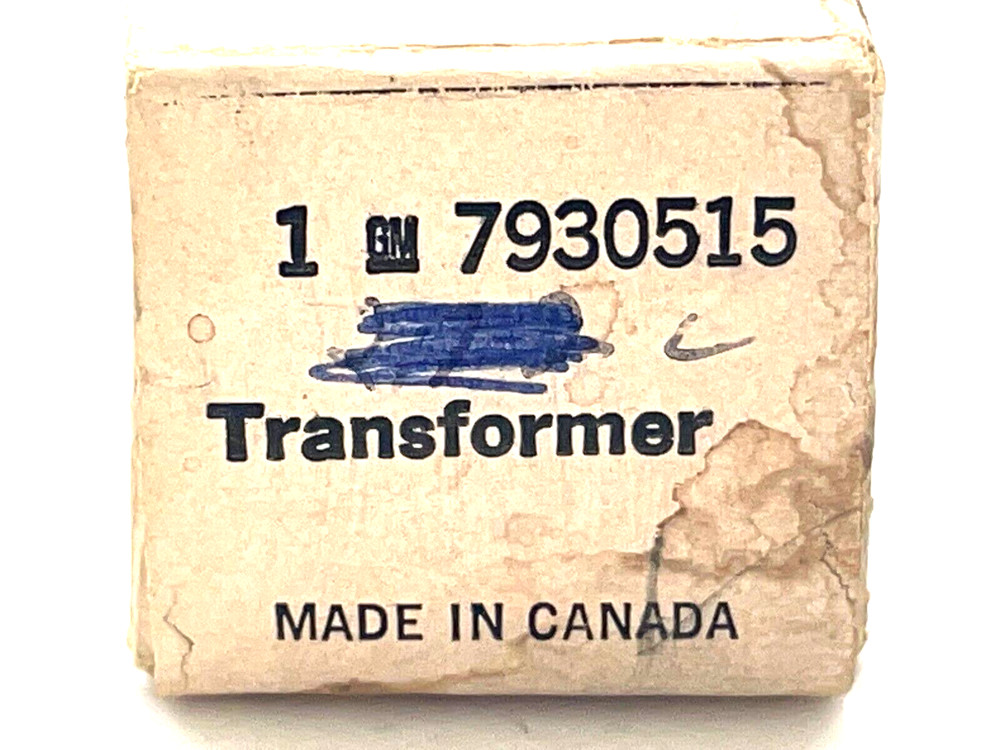 1 GM 7930515
Transformer
MADE IN CANADA